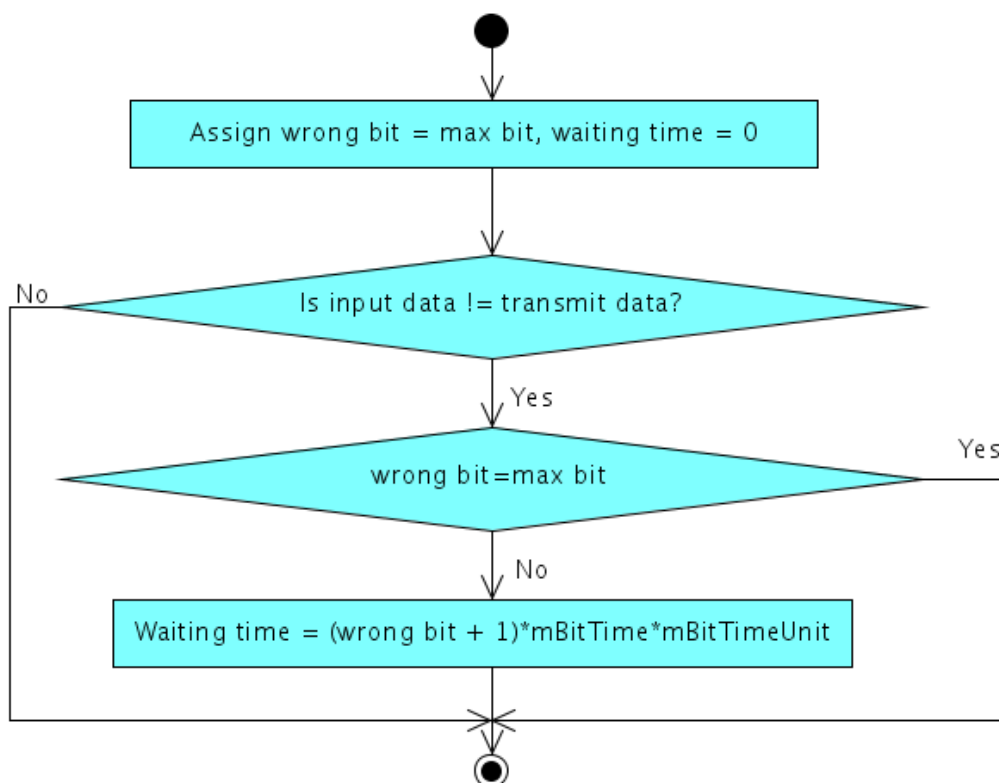 Assign wrong bit = max bit, waiting time = 0
No
Is input data != transmit data?
Yes
wrong bit=max bit
Yes
No
Waiting time = (wrong bit + 1)*mBitTime*mBitTimeUnit